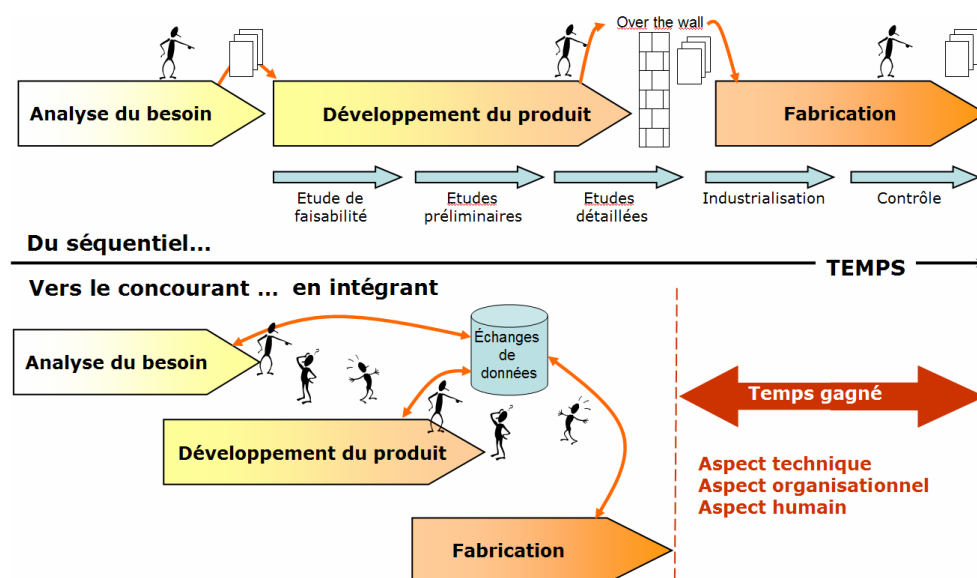 Over the wall
Analyse du besoin
Développement du produit
Fabrication
Etude de
faisabilité
Etudes
préliminaires
Etudes
détaillées
Industrialisation
Contrôle
Du séquentiel...
TEMPS
Vers le concourant ... en intégrant
Échanges
de
données
Analyse du besoin
Temps gagné
Développement du produit
Aspect technique
Aspect organisationnel
Aspect humain
Fabrication